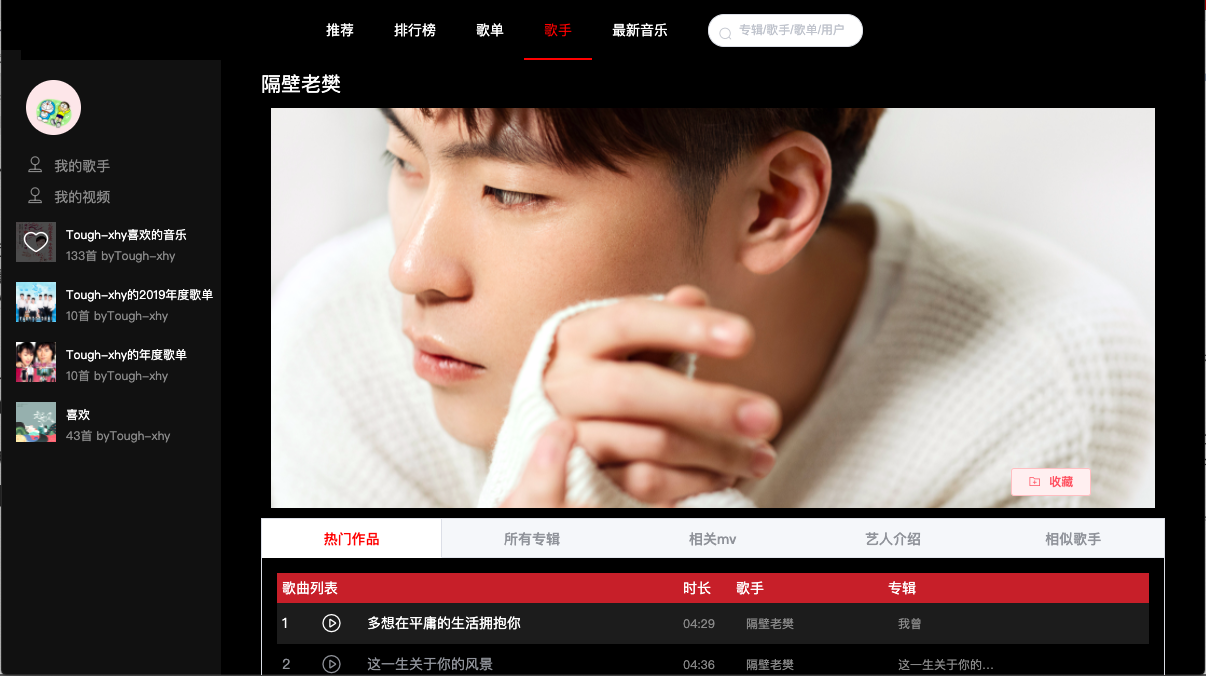 推荐 排行榜 歌单 歌手 最新音乐 专辑/歌手/歌单/用户
我的歌手
我的视频
Tough-xhy喜欢的音乐
133首 byTough-xhy
Tough-xhy的2019年度歌单
10首 byTough-xhy
Tough-xhy的年度歌单
10首 byTough-xhy
喜欢
43首 byTough-xhy
隔壁老樊
收藏
热门作品 所有专辑 相关mv 艺人介绍 相似歌手
歌曲列表 时长 歌手 专辑
1 多想在平庸的生活拥抱你 04:29 隔壁老樊 我曾
2 这一生关于你的风景 04:36 隔壁老樊 这一生关于你的...